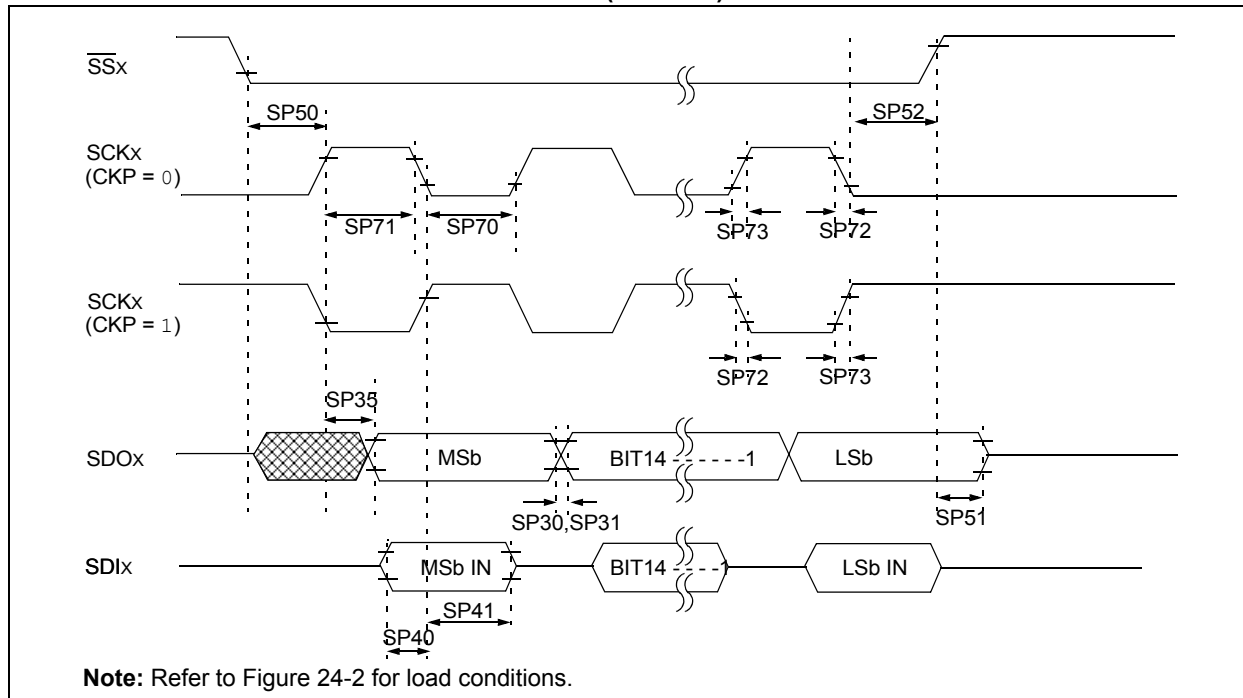 SSx
SP50
SP52
SCKx
(CKP = 0)
SP71
SP70
SP73
SP72
SCKx
(CKP = 1)
SP72
SP73
SP35
SDOx
MSb
BIT14 - - - - - -1
LSb
SP30,SP31
SP51
SDIx
MSb IN
BIT14 - - - - -1
LSb IN
SP41
SP40
Note: Refer to Figure 24-2 for load conditions.